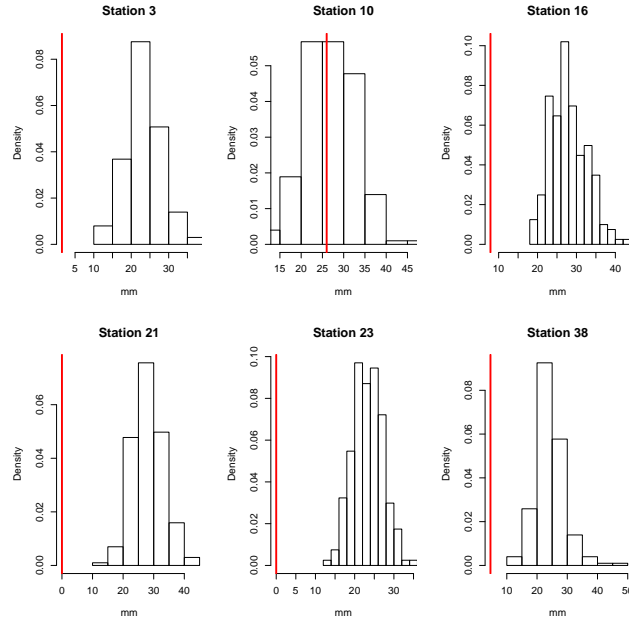 Station 3
Density
0.00 0.02 0.04 0.06 0.08
5 10 20 30
mm
Station 10
Density
0.00 0.01 0.02 0.03 0.04 0.05
15 20 25 30 35 40 45
mm
Station 16
Density
0.00 0.02 0.04 0.06 0.08 0.10
10 20 30 40
mm
Station 21
Density
0.00 0.02 0.04 0.06
0 10 20 30 40
mm
Station 23
Density
0.00 0.02 0.04 0.06 0.08 0.10
0 5 10 20 30
mm
Station 38
Density
0.00 0.02 0.04 0.06 0.08
10 20 30 40 50
mm